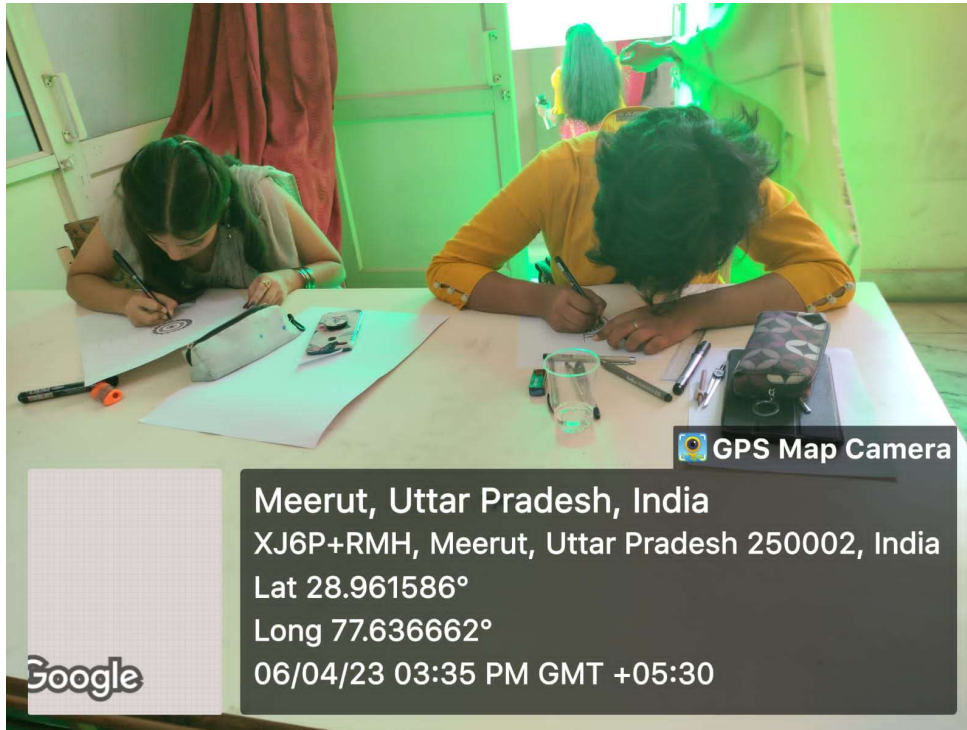 GPS Map Camera
Meerut, Uttar Pradesh, India
XJ6P+RMH, Meerut, Uttar Pradesh 250002, India
Lat 28.961586°
Long 77.636662°
06/04/23 03:35 PM GMT +05:30
Google